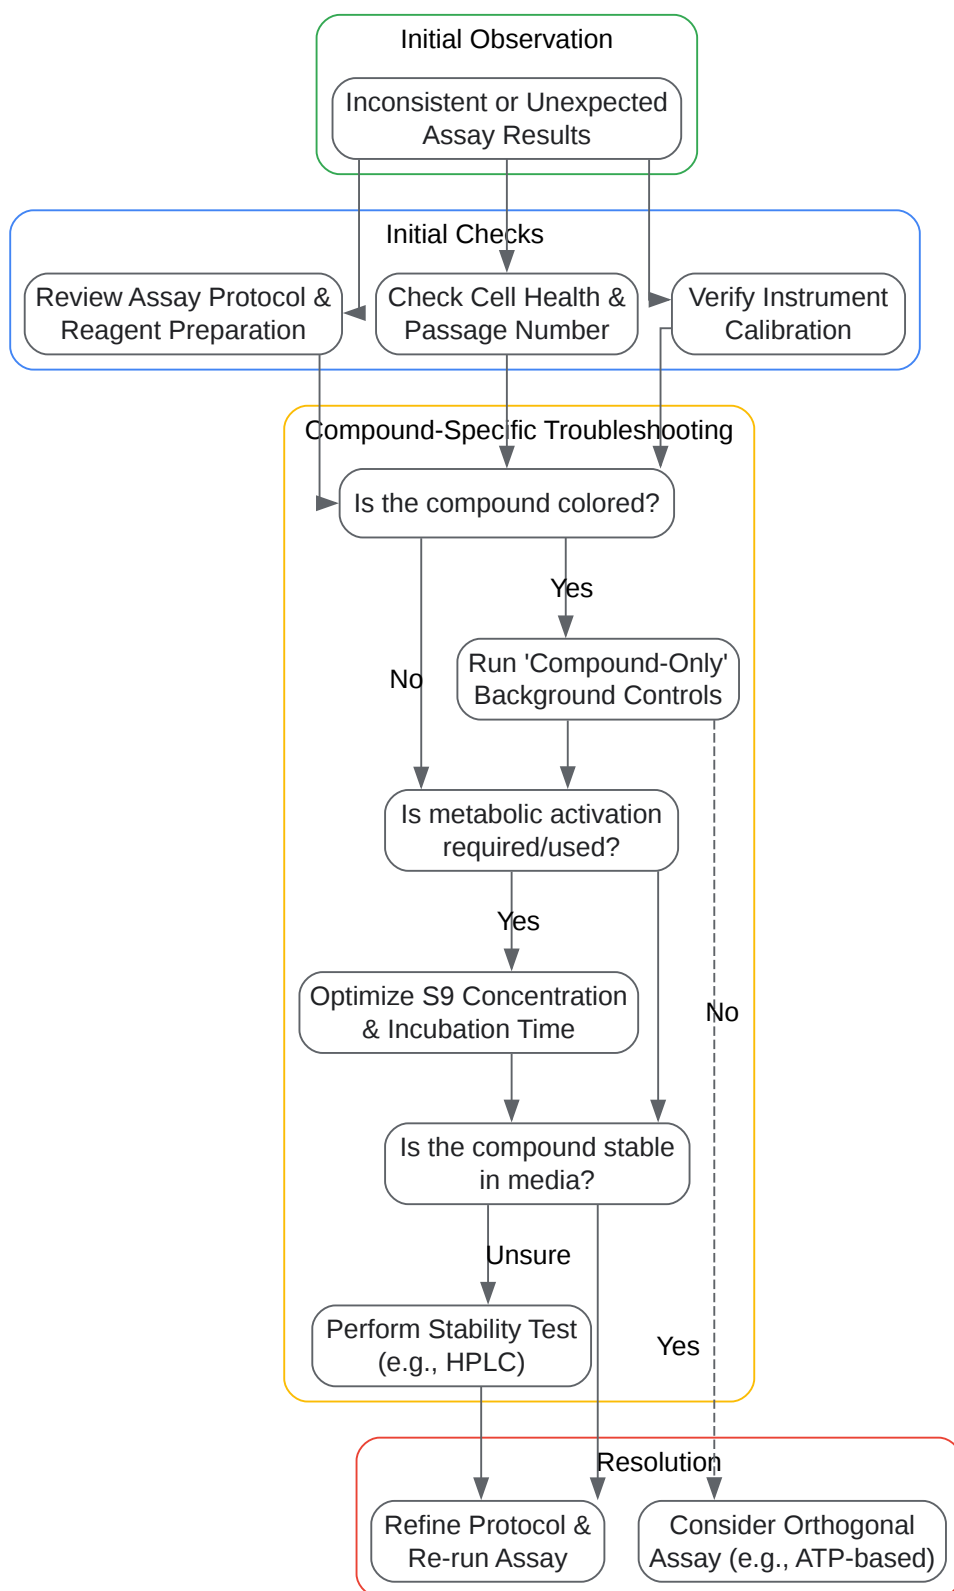 Initial Observation
Inconsistent or Unexpected
Assay Results
Initial Checks
Review Assay Protocol &
Reagent Preparation
Check Cell Health &
Passage Number
Verify Instrument
Calibration
Compound-Specific Troubleshooting
Is the compound colored?
Yes
No
Run 'Compound-Only'
Background Controls
Is metabolic activation
required/used?
Yes
Optimize S9 Concentration
& Incubation Time
No
Is the compound stable
in media?
Unsure
Perform Stability Test
(e.g., HPLC)
Yes
Resolution
Refine Protocol &
Re-run Assay
Consider Orthogonal
Assay (e.g., ATP-based)